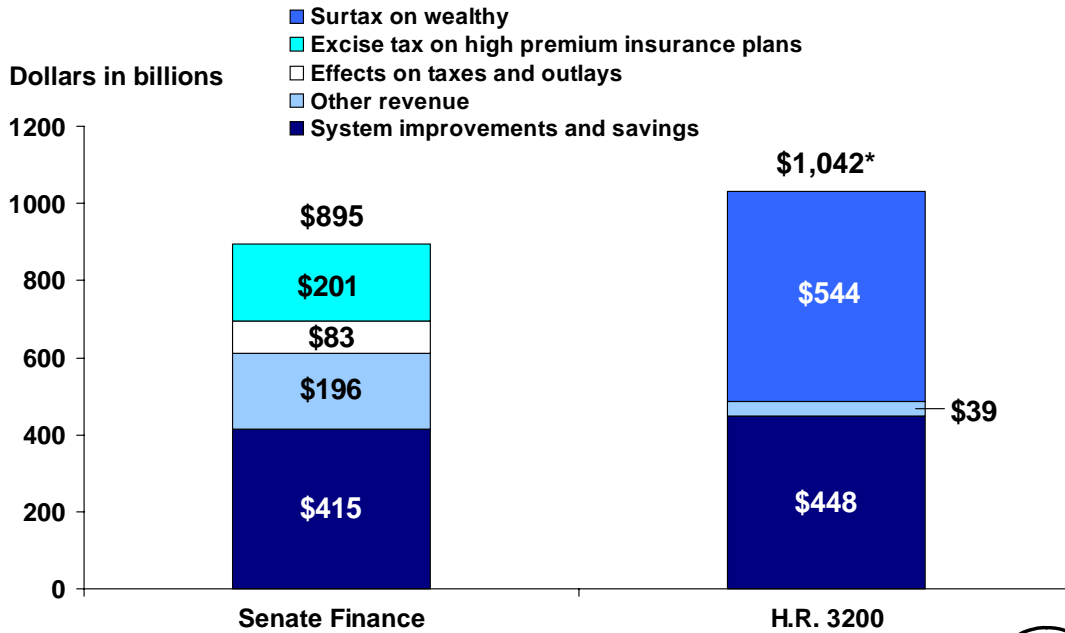 Surtax on wealthy
Excise tax on high premium insurance plans
Effects on taxes and outlays
Other revenue
System improvements and savings
Dollars in billions
1200
1000
800
600
400
200
0
$895
$201
$83
$196
$415
$1,042*
$544
$39
$448
Senate Finance
H.R. 3200